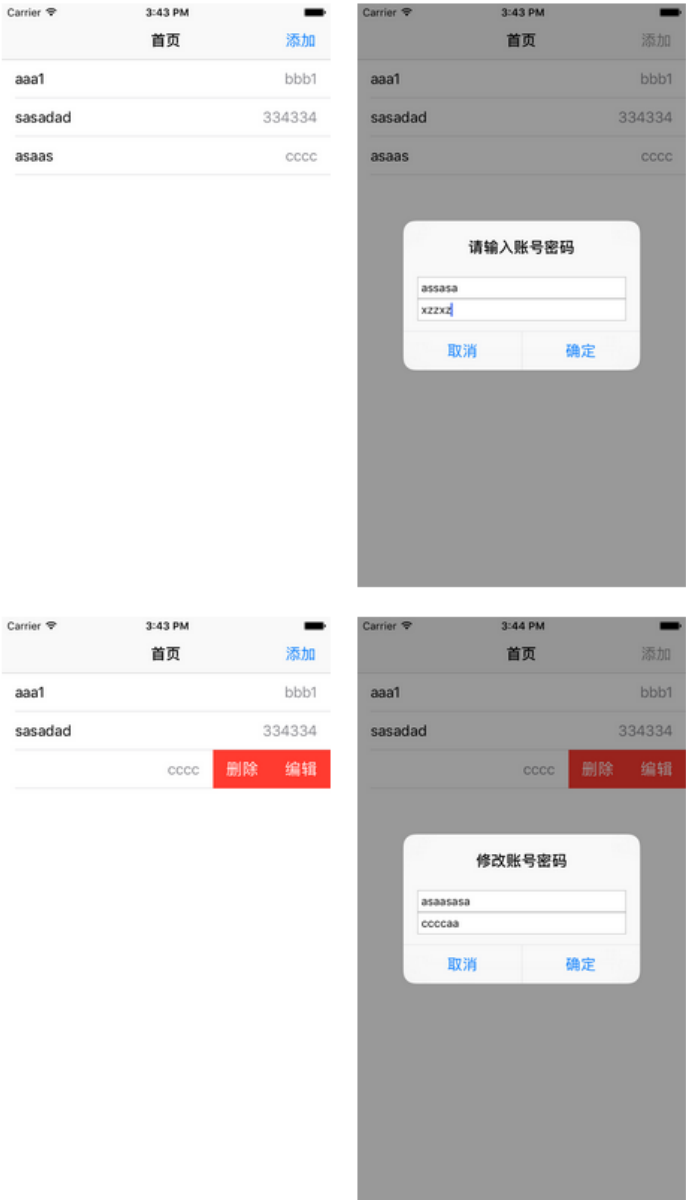 Carrier 3:43 PM
首页 添加
aaa1 bbb1
sasadad 334334
asaas cccc
Carrier 3:43 PM
首页 添加
aaa1 bbb1
sasadad 334334
asaas cccc
请输入账号密码
assasa
xzzxz
取消 确定
Carrier 3:43 PM
首页 添加
aaa1 bbb1
sasadad 334334
cccc 删除 编辑
Carrier 3:44 PM
首页 添加
aaa1 bbb1
sasadad 334334
cccc 删除 编辑
修改账号密码
asaasasa
ccccaa
取消 确定